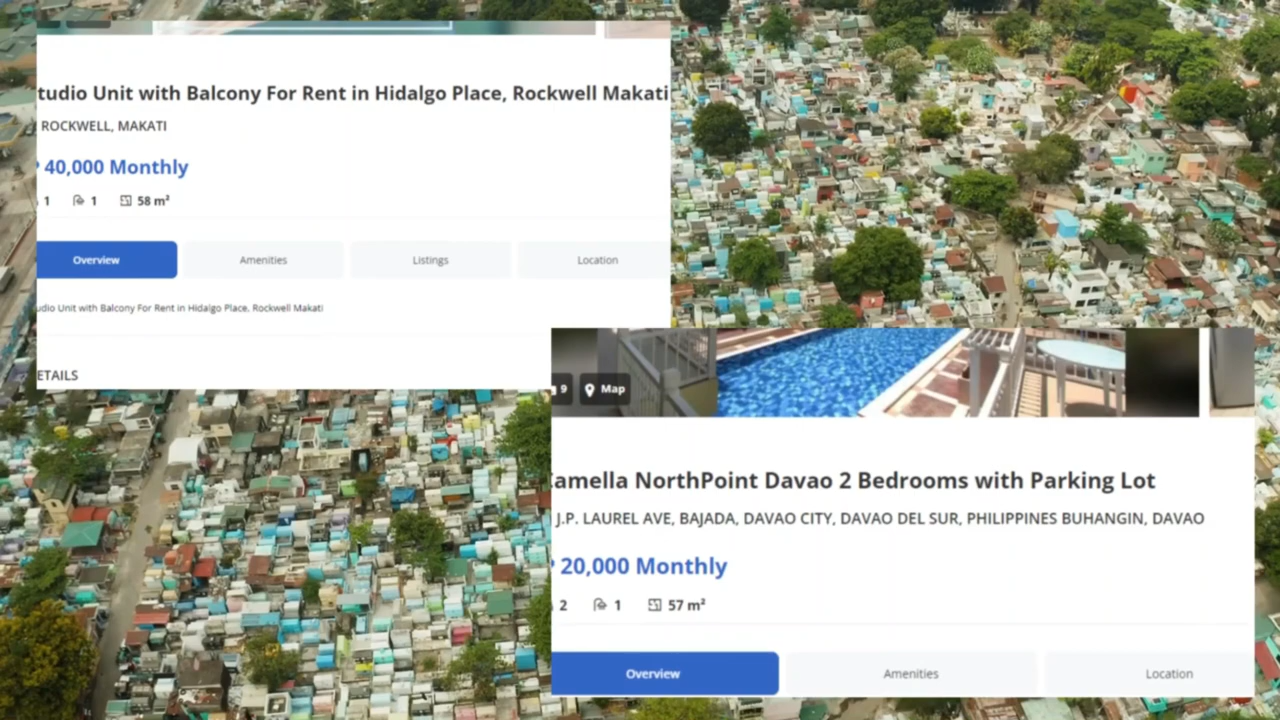 tudio Unit with Balcony For Rent in Hidalgo Place, Rockwell Makati
ROCKWELL, MAKATI
40,000 Monthly
1 1 58 m²
Overview Amenities Listings Location
udio Unit with Balcony For Rent in Hidalgo Place, Rockwell Makati
ETAILS
9 Map
amella NorthPoint Davao 2 Bedrooms with Parking Lot
J.P. LAUREL AVE, BAJADA, DAVAO CITY, DAVAO DEL SUR, PHILIPPINES BUHANGIN, DAVAO
20,000 Monthly
2 1 57 m²
Overview Amenities Location